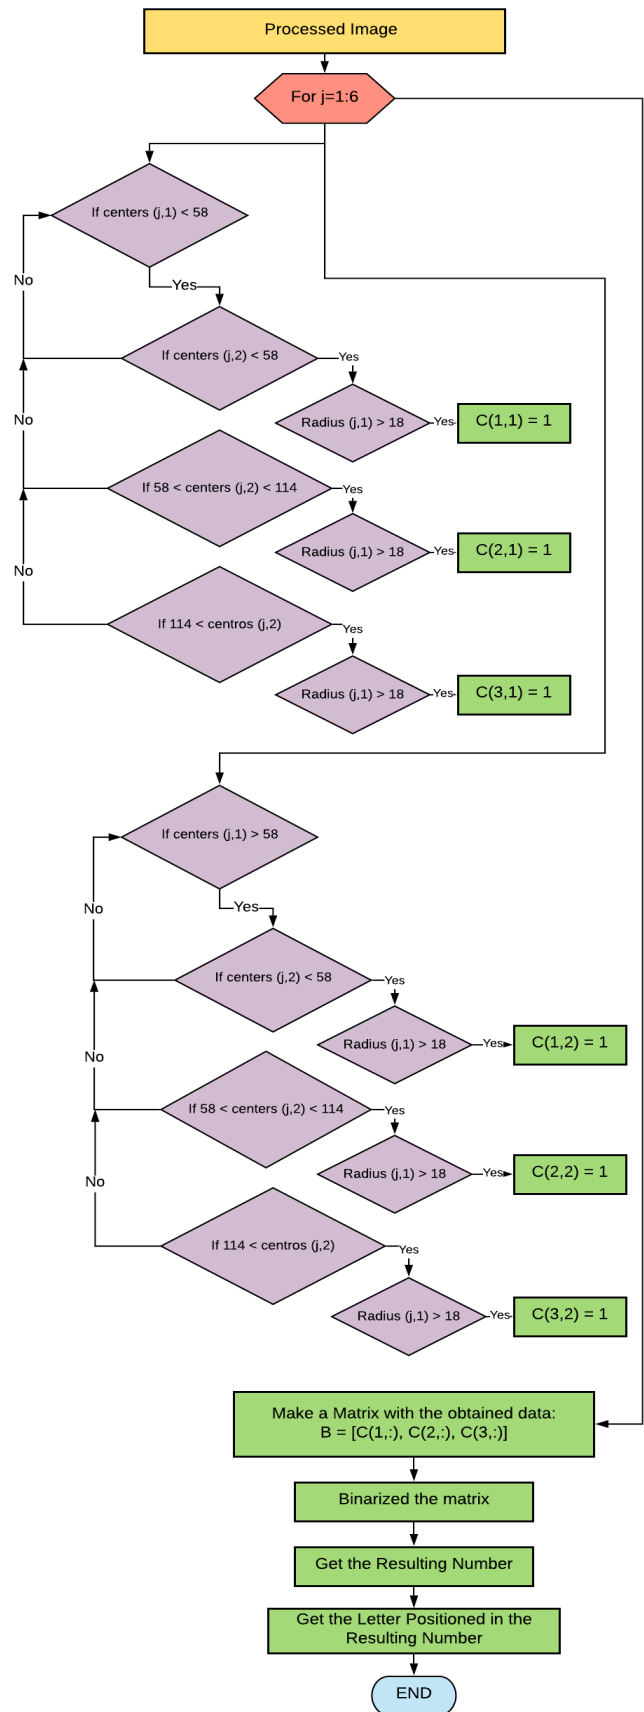 Processed Image
For j=1:6
If centers (j,1) < 58
No
Yes
If centers (j,2) < 58
Yes
No
Radius (j,1) > 18
Yes
C(1,1) = 1
If 58 < centers (j,2) < 114
Yes
Radius (j,1) > 18
Yes
C(2,1) = 1
No
If 114 < centros (j,2)
Yes
Radius (j,1) > 18
Yes
C(3,1) = 1
If centers (j,1) > 58
No
Yes
If centers (j,2) < 58
Yes
Radius (j,1) > 18
Yes
C(1,2) = 1
No
If 58 < centers (j,2) < 114
Yes
Radius (j,1) > 18
Yes
C(2,2) = 1
No
If 114 < centros (j,2)
Yes
Radius (j,1) > 18
Yes
C(3,2) = 1
Make a Matrix with the obtained data:
B = [C(1,:), C(2,:), C(3,:)]
Binarized the matrix
Get the Resulting Number
Get the Letter Positioned in the
Resulting Number
END